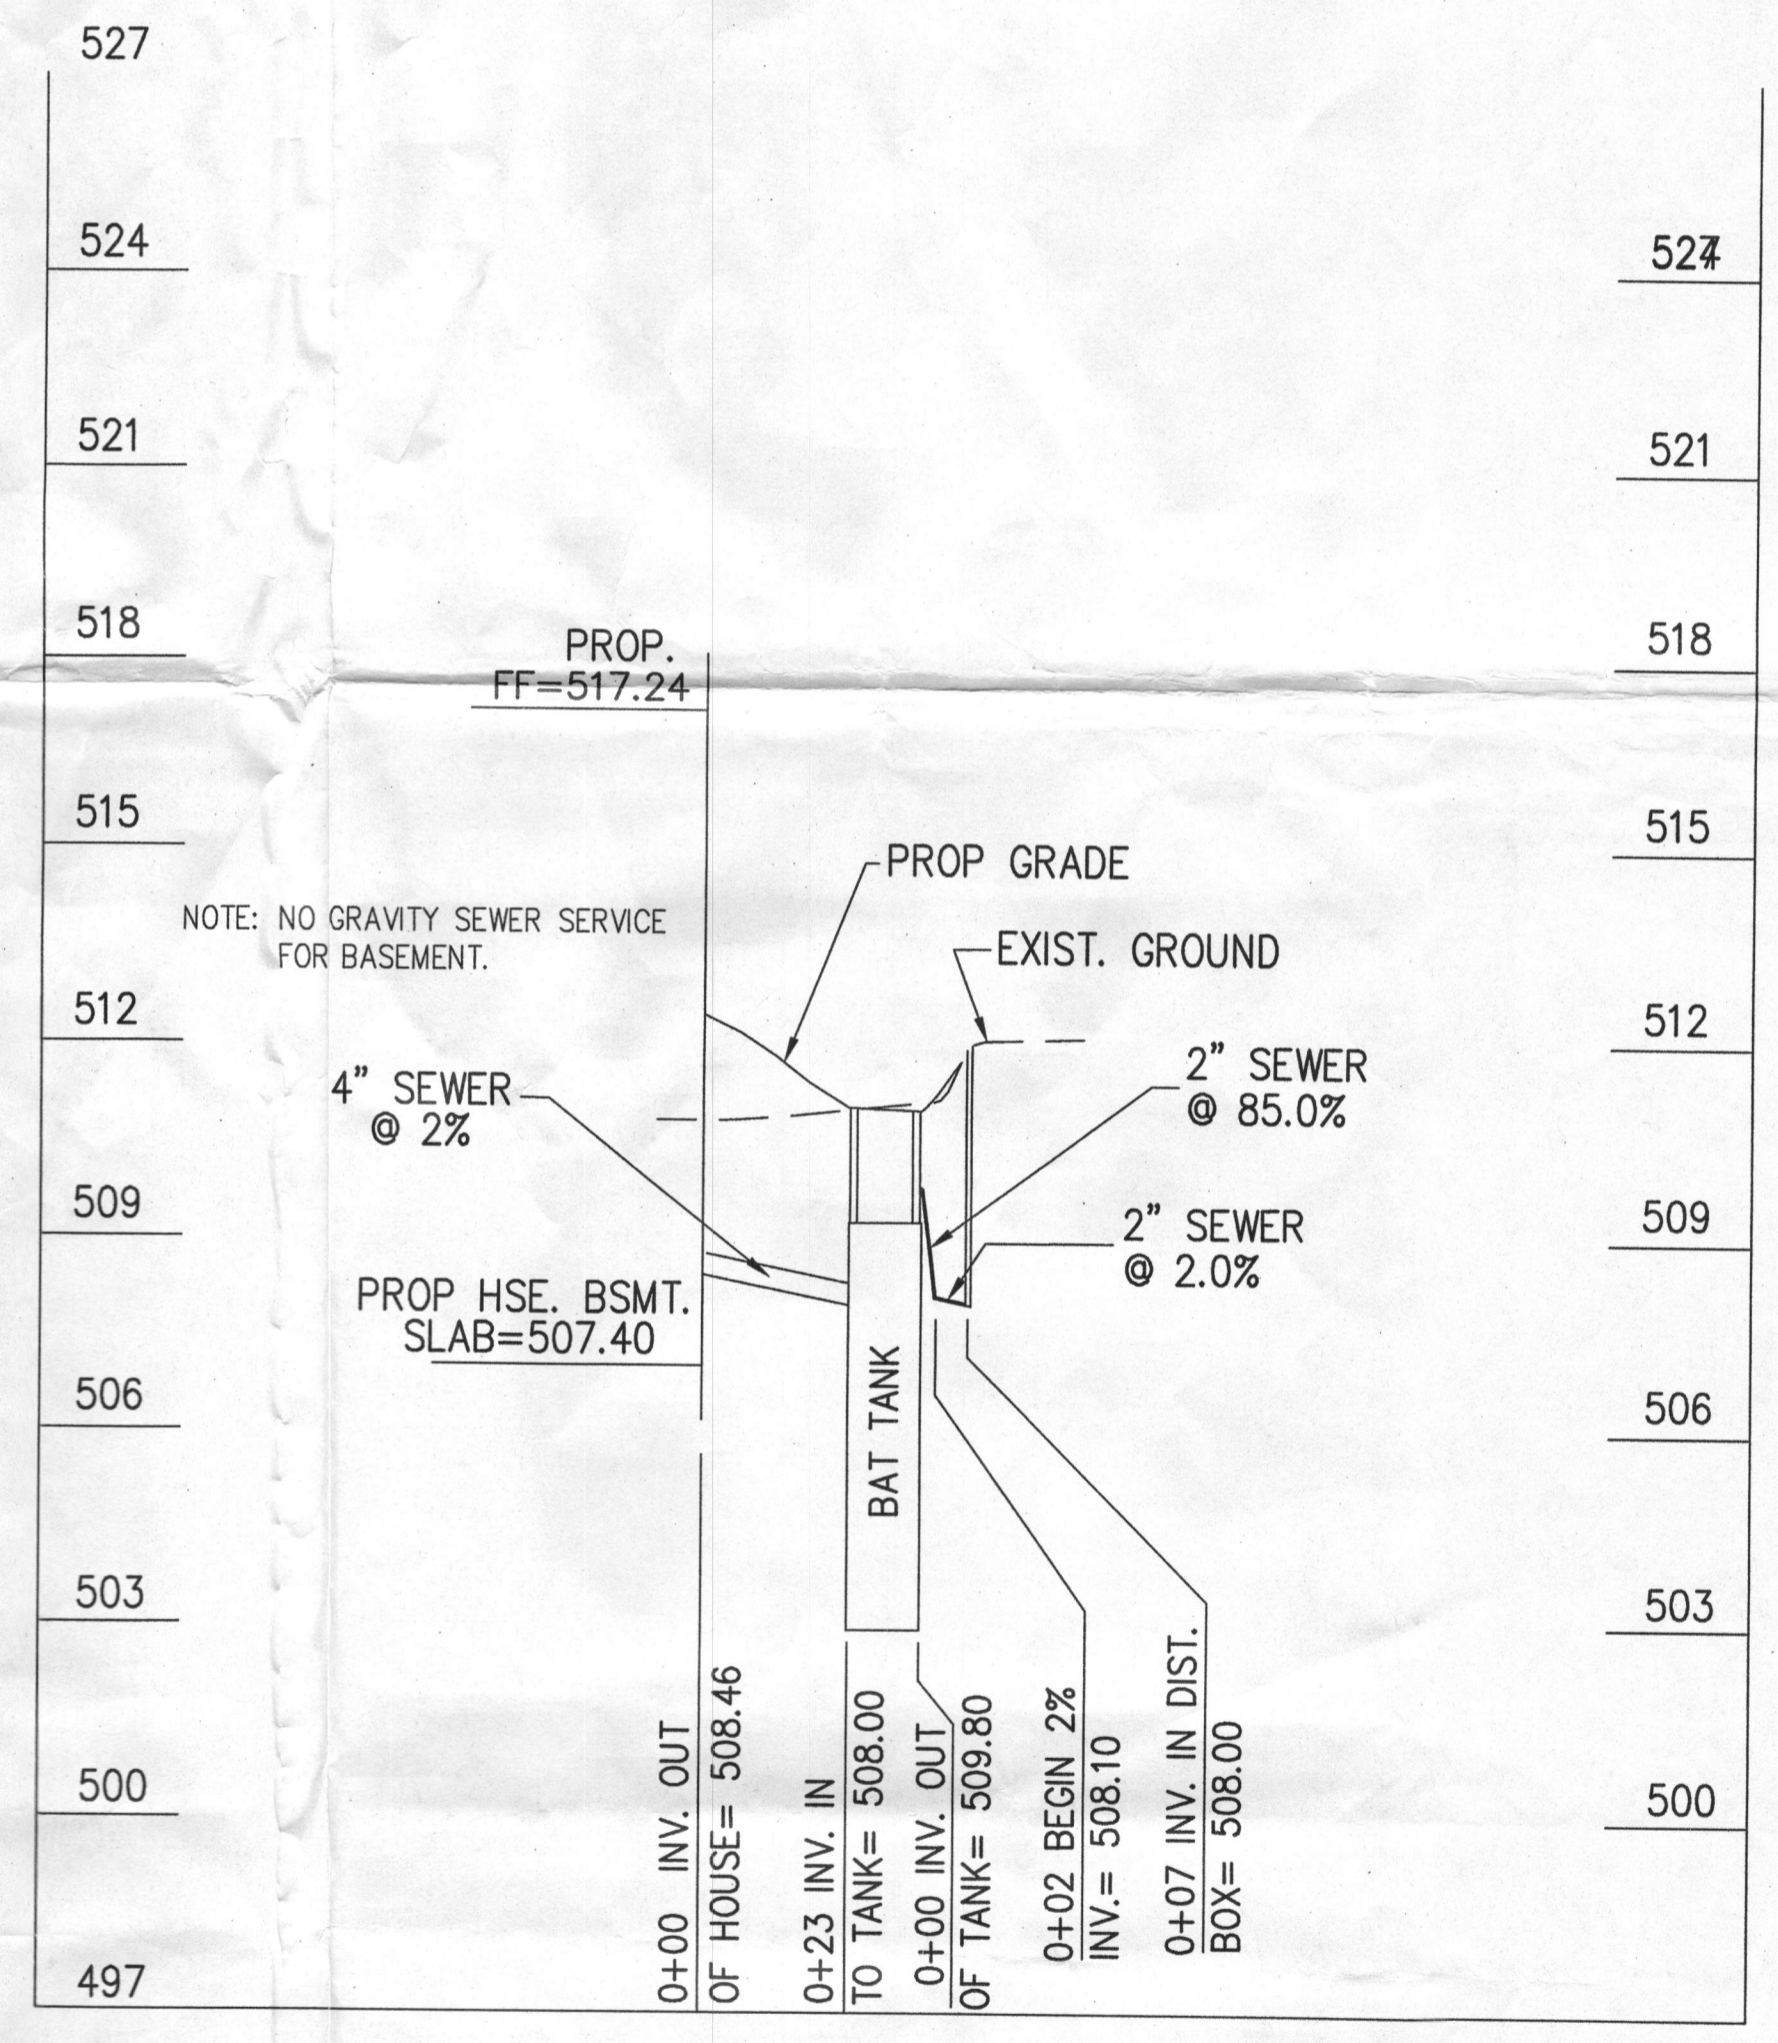 527
524
521
518
515
512
509
506
503
500
497
521
518
515
512
509
506
503
500
PROP.
FF=517.24
PROP GRADE
NOTE: NO GRAVITY SEWER SERVICE
FOR BASEMENT.
EXIST. GROUND
4” SEWER
@ 2%
2” SEWER
@ 85.0%
2” SEWER
@ 2.0%
PROP HSE. BSMT.
SLAB=507.40
BAT TANK
0+00 INV. OUT
OF HOUSE= 508.46
0+23 INV. IN
TO TANK= 508.00
0+00 INV. OUT
OF TANK= 509.80
0+02 BEGIN 2%
INV.= 508.10
0+07 INV. IN DIST.
BOX= 508.00